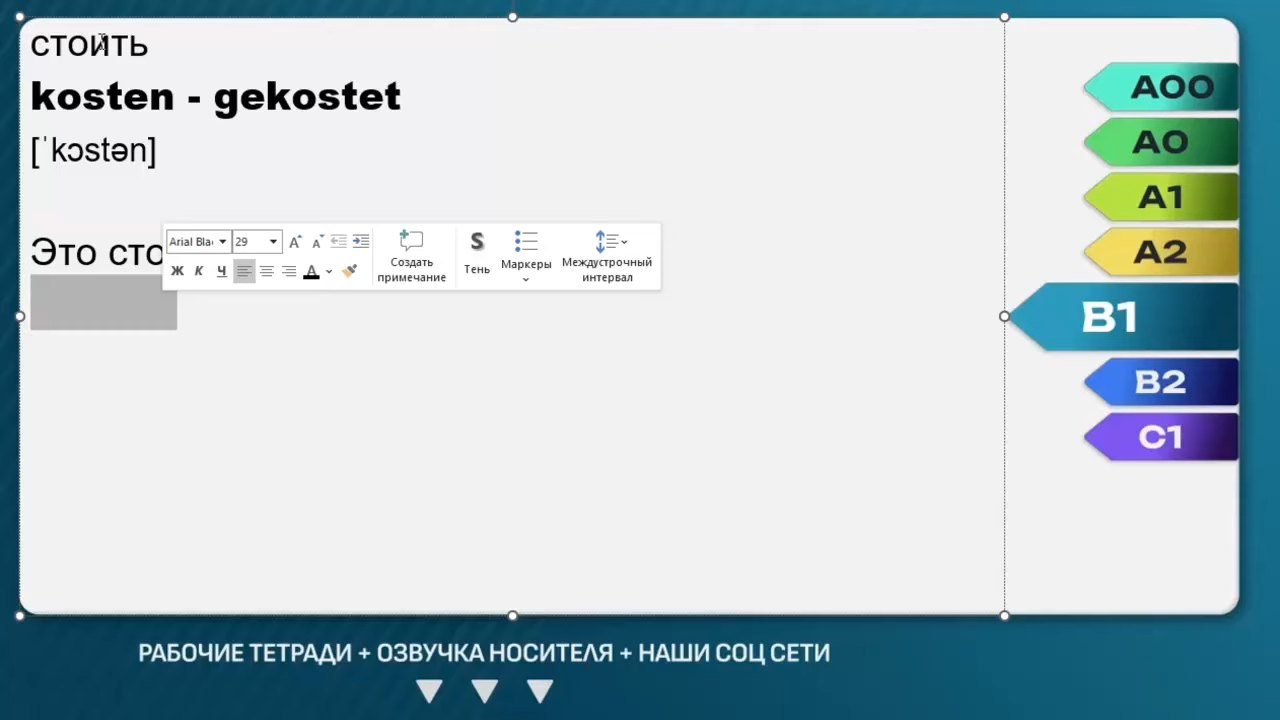 стоить
kosten - gekostet
[ˈkɔstən]
Это сто
Arial Bla
29
Ж К Ч
A
Создать
примечание
S
Тень
Маркеры
Междустрочный
интервал
A00
A0
A1
A2
B1
B2
C1
РАБОЧИЕ ТЕТРАДИ + ОЗВУЧКА НОСИТЕЛЯ + НАШИ СОЦ СЕТИ